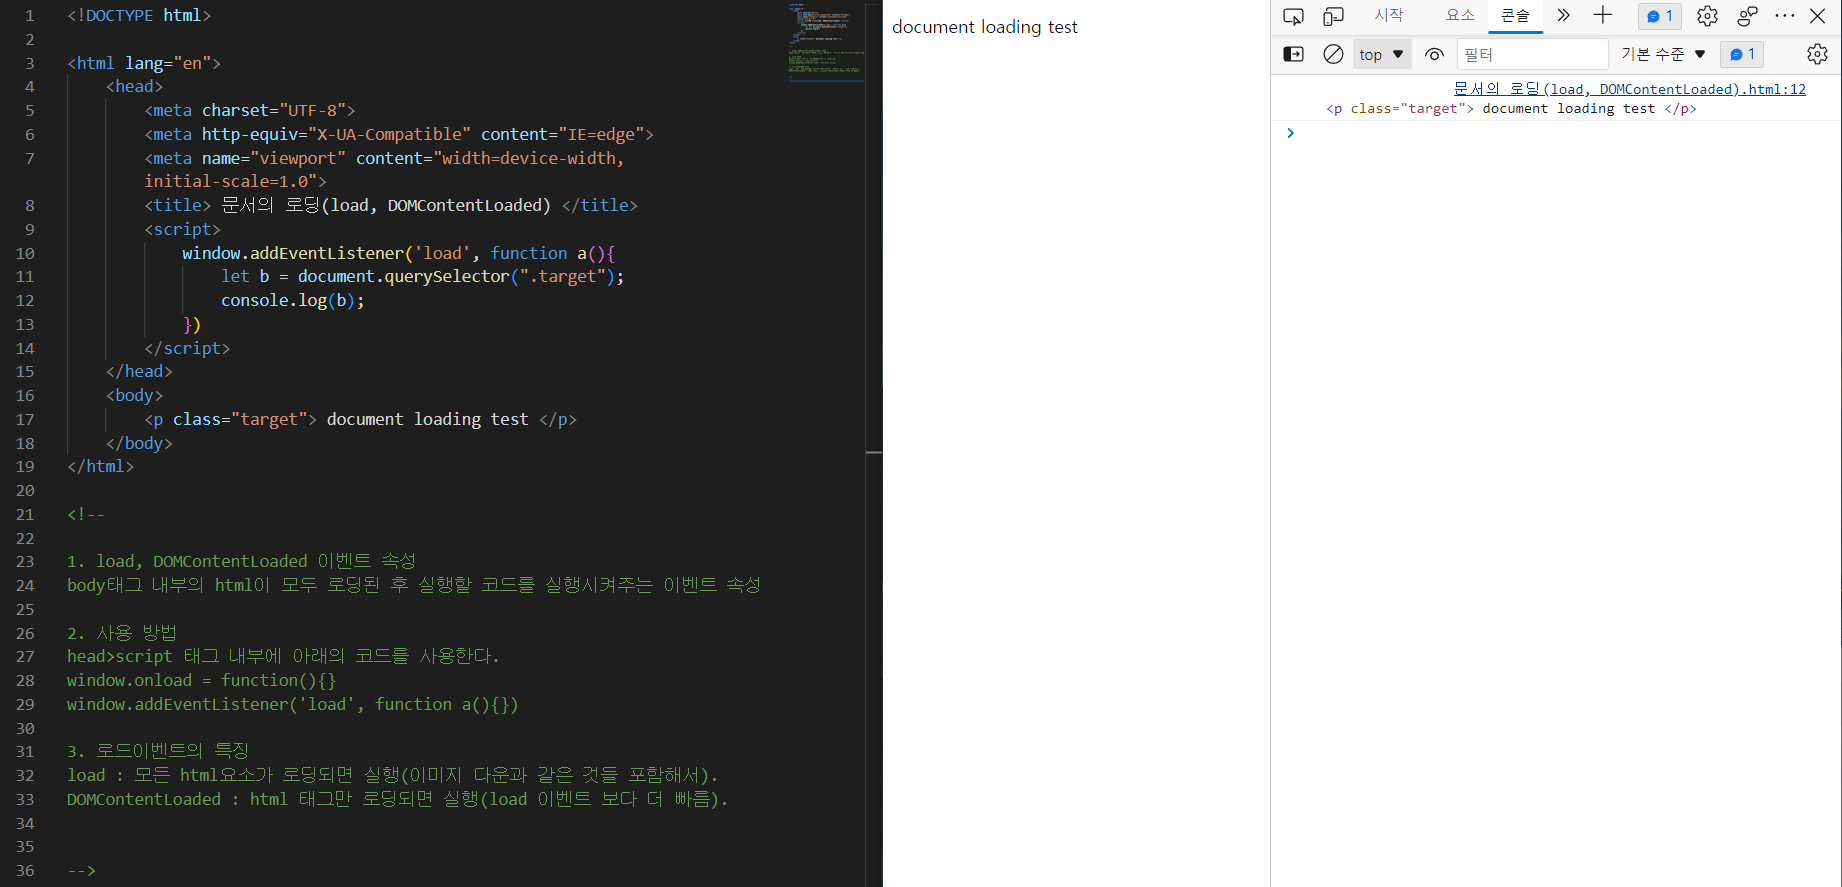 1 <!DOCTYPE html>
2
3 <html lang="en">
4 <head>
5 <meta charset="UTF-8">
6 <meta http-equiv="X-UA-Compatible" content="IE=edge">
7 <meta name="viewport" content="width=device-width,
initial-scale=1.0">
8 <title> 문서의 로딩(load, DOMContentLoaded) </title>
9 <script>
10 window.addEventListener('load', function a(){
11 let b = document.querySelector(".target");
12 console.log(b);
13 })
14 </script>
15 </head>
16 <body>
17 <p class="target"> document loading test </p>
18 </body>
19 </html>
20
21 <!--
22
23 1. load, DOMContentLoaded 이벤트 속성
24 body태그 내부의 html이 모두 로딩된 후 실행할 코드를 실행시켜주는 이벤트 속성
25
26 2. 사용 방법
27 head>script 태그 내부에 아래의 코드를 사용한다.
28 window.onload = function(){}
29 window.addEventListener('load', function a(){})
30
31 3. 로드이벤트의 특징
32 load : 모든 html요소가 로딩되면 실행(이미지 다운과 같은 것들 포함해서).
33 DOMContentLoaded : html 태그만 로딩되면 실행(load 이벤트 보다 더 빠름).
34
35
36 -->
document loading test
시작 요소 콘솔 1
top 필터 기본 수준 1
문서의 로딩(load, DOMContentLoaded).html:12
<p class="target"> document loading test </p>